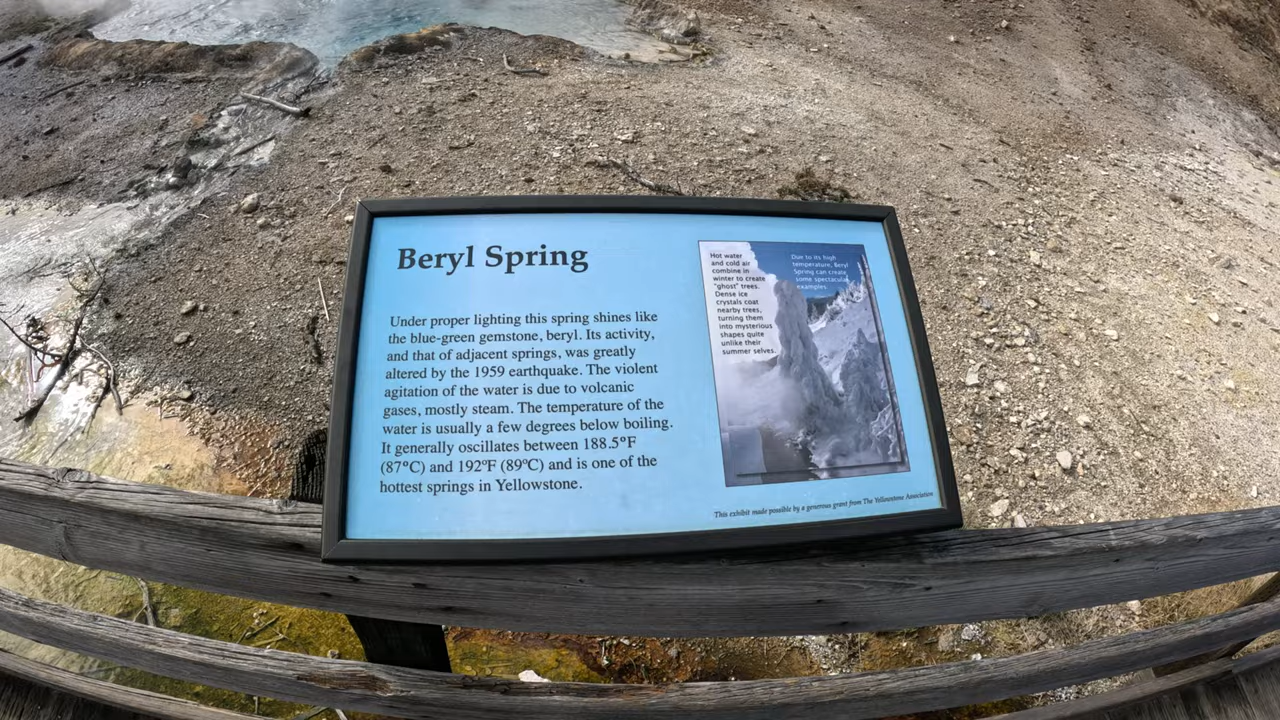 Beryl Spring
Under proper lighting this spring shines like
the blue-green gemstone, beryl. Its activity,
and that of adjacent springs, was greatly
altered by the 1959 earthquake. The violent
agitation of the water is due to volcanic
gases, mostly steam. The temperature of the
water is usually a few degrees below boiling.
It generally oscillates between 188.5°F
(87°C) and 192°F (89°C) and is one of the
hottest springs in Yellowstone.
Hot water
and cold air
combine in
winter to create
"ghost" trees.
Dense ice
crystals coat
nearby trees,
turning them
into mysterious
shapes quite
unlike their
summer selves.
Due to its high
temperature, Beryl
Spring can create
some spectacular
examples.
This exhibit made possible by a generous grant from The Yellowstone Association